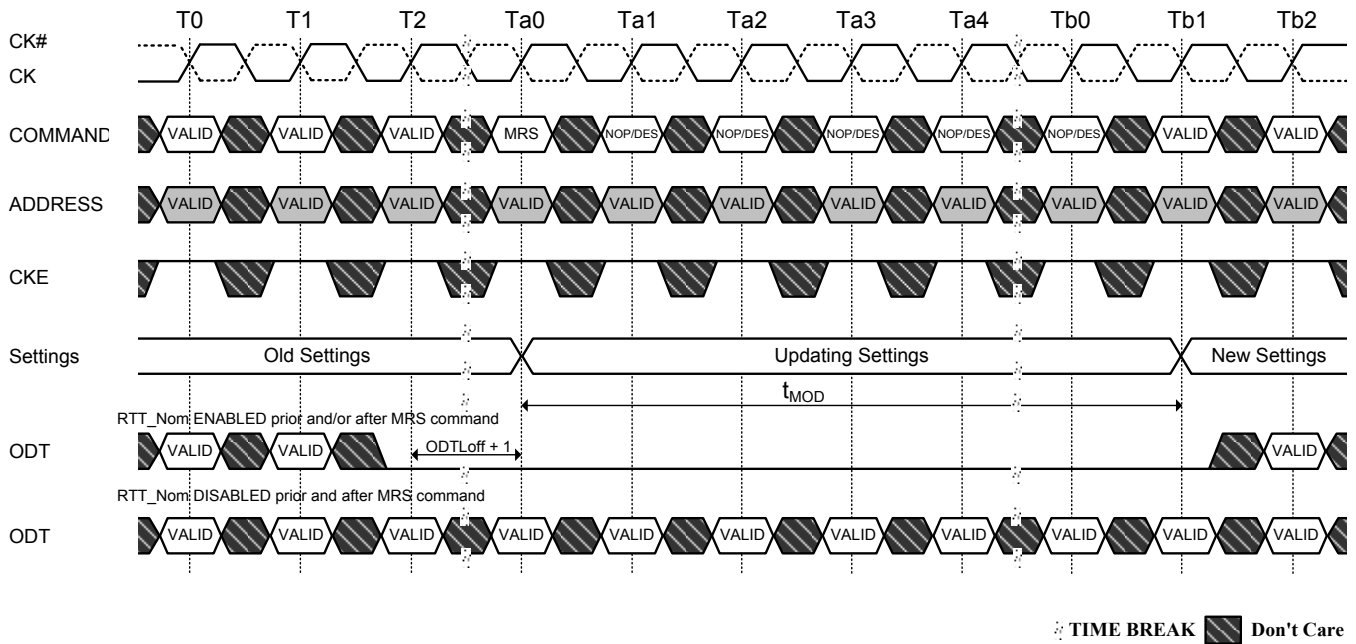 T0 T1 T2 Ta0 Ta1 Ta2 Ta3 Ta4 Tb0 Tb1 Tb2
CK#
CK
COMMAND VALID VALID VALID MRS NOP/DES NOP/DES NOP/DES NOP/DES NOP/DES VALID VALID
ADDRESS VALID VALID VALID VALID VALID VALID VALID VALID VALID VALID VALID
CKE
Settings Old Settings Updating Settings New Settings
tMOD
RTT_Nom ENABLED prior and/or after MRS command
ODT VALID VALID ODTLoff + 1 VALID
RTT_Nom DISABLED prior and after MRS command
ODT VALID VALID VALID VALID VALID VALID VALID VALID VALID VALID VALID
TIME BREAK Don't Care